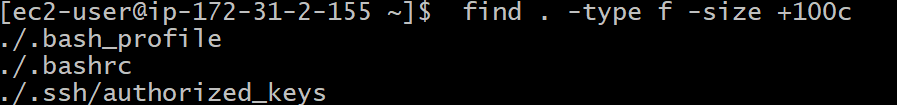 [ec2-user@ip-172-31-2-155 ~]$  find . -type f -size +100c
./.bash_profile
./.bashrc
./.ssh/authorized_keys